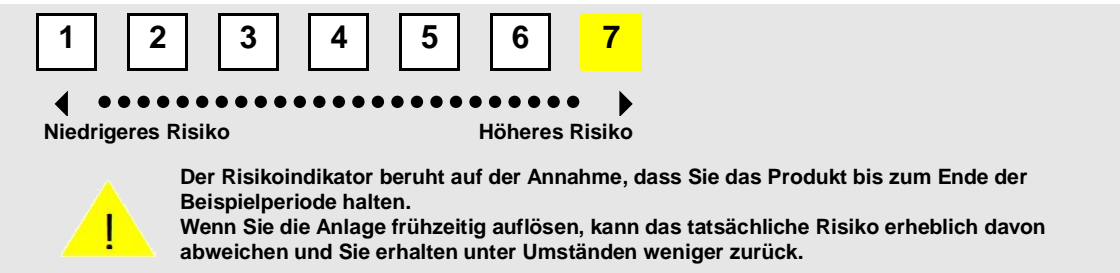 1 2 3 4 5 6 7
Niedrigeres Risiko Höheres Risiko
Der Risikoindikator beruht auf der Annahme, dass Sie das Produkt bis zum Ende der
Beispielperiode halten.
Wenn Sie die Anlage frühzeitig auflösen, kann das tatsächliche Risiko erheblich davon
abweichen und Sie erhalten unter Umständen weniger zurück.
!